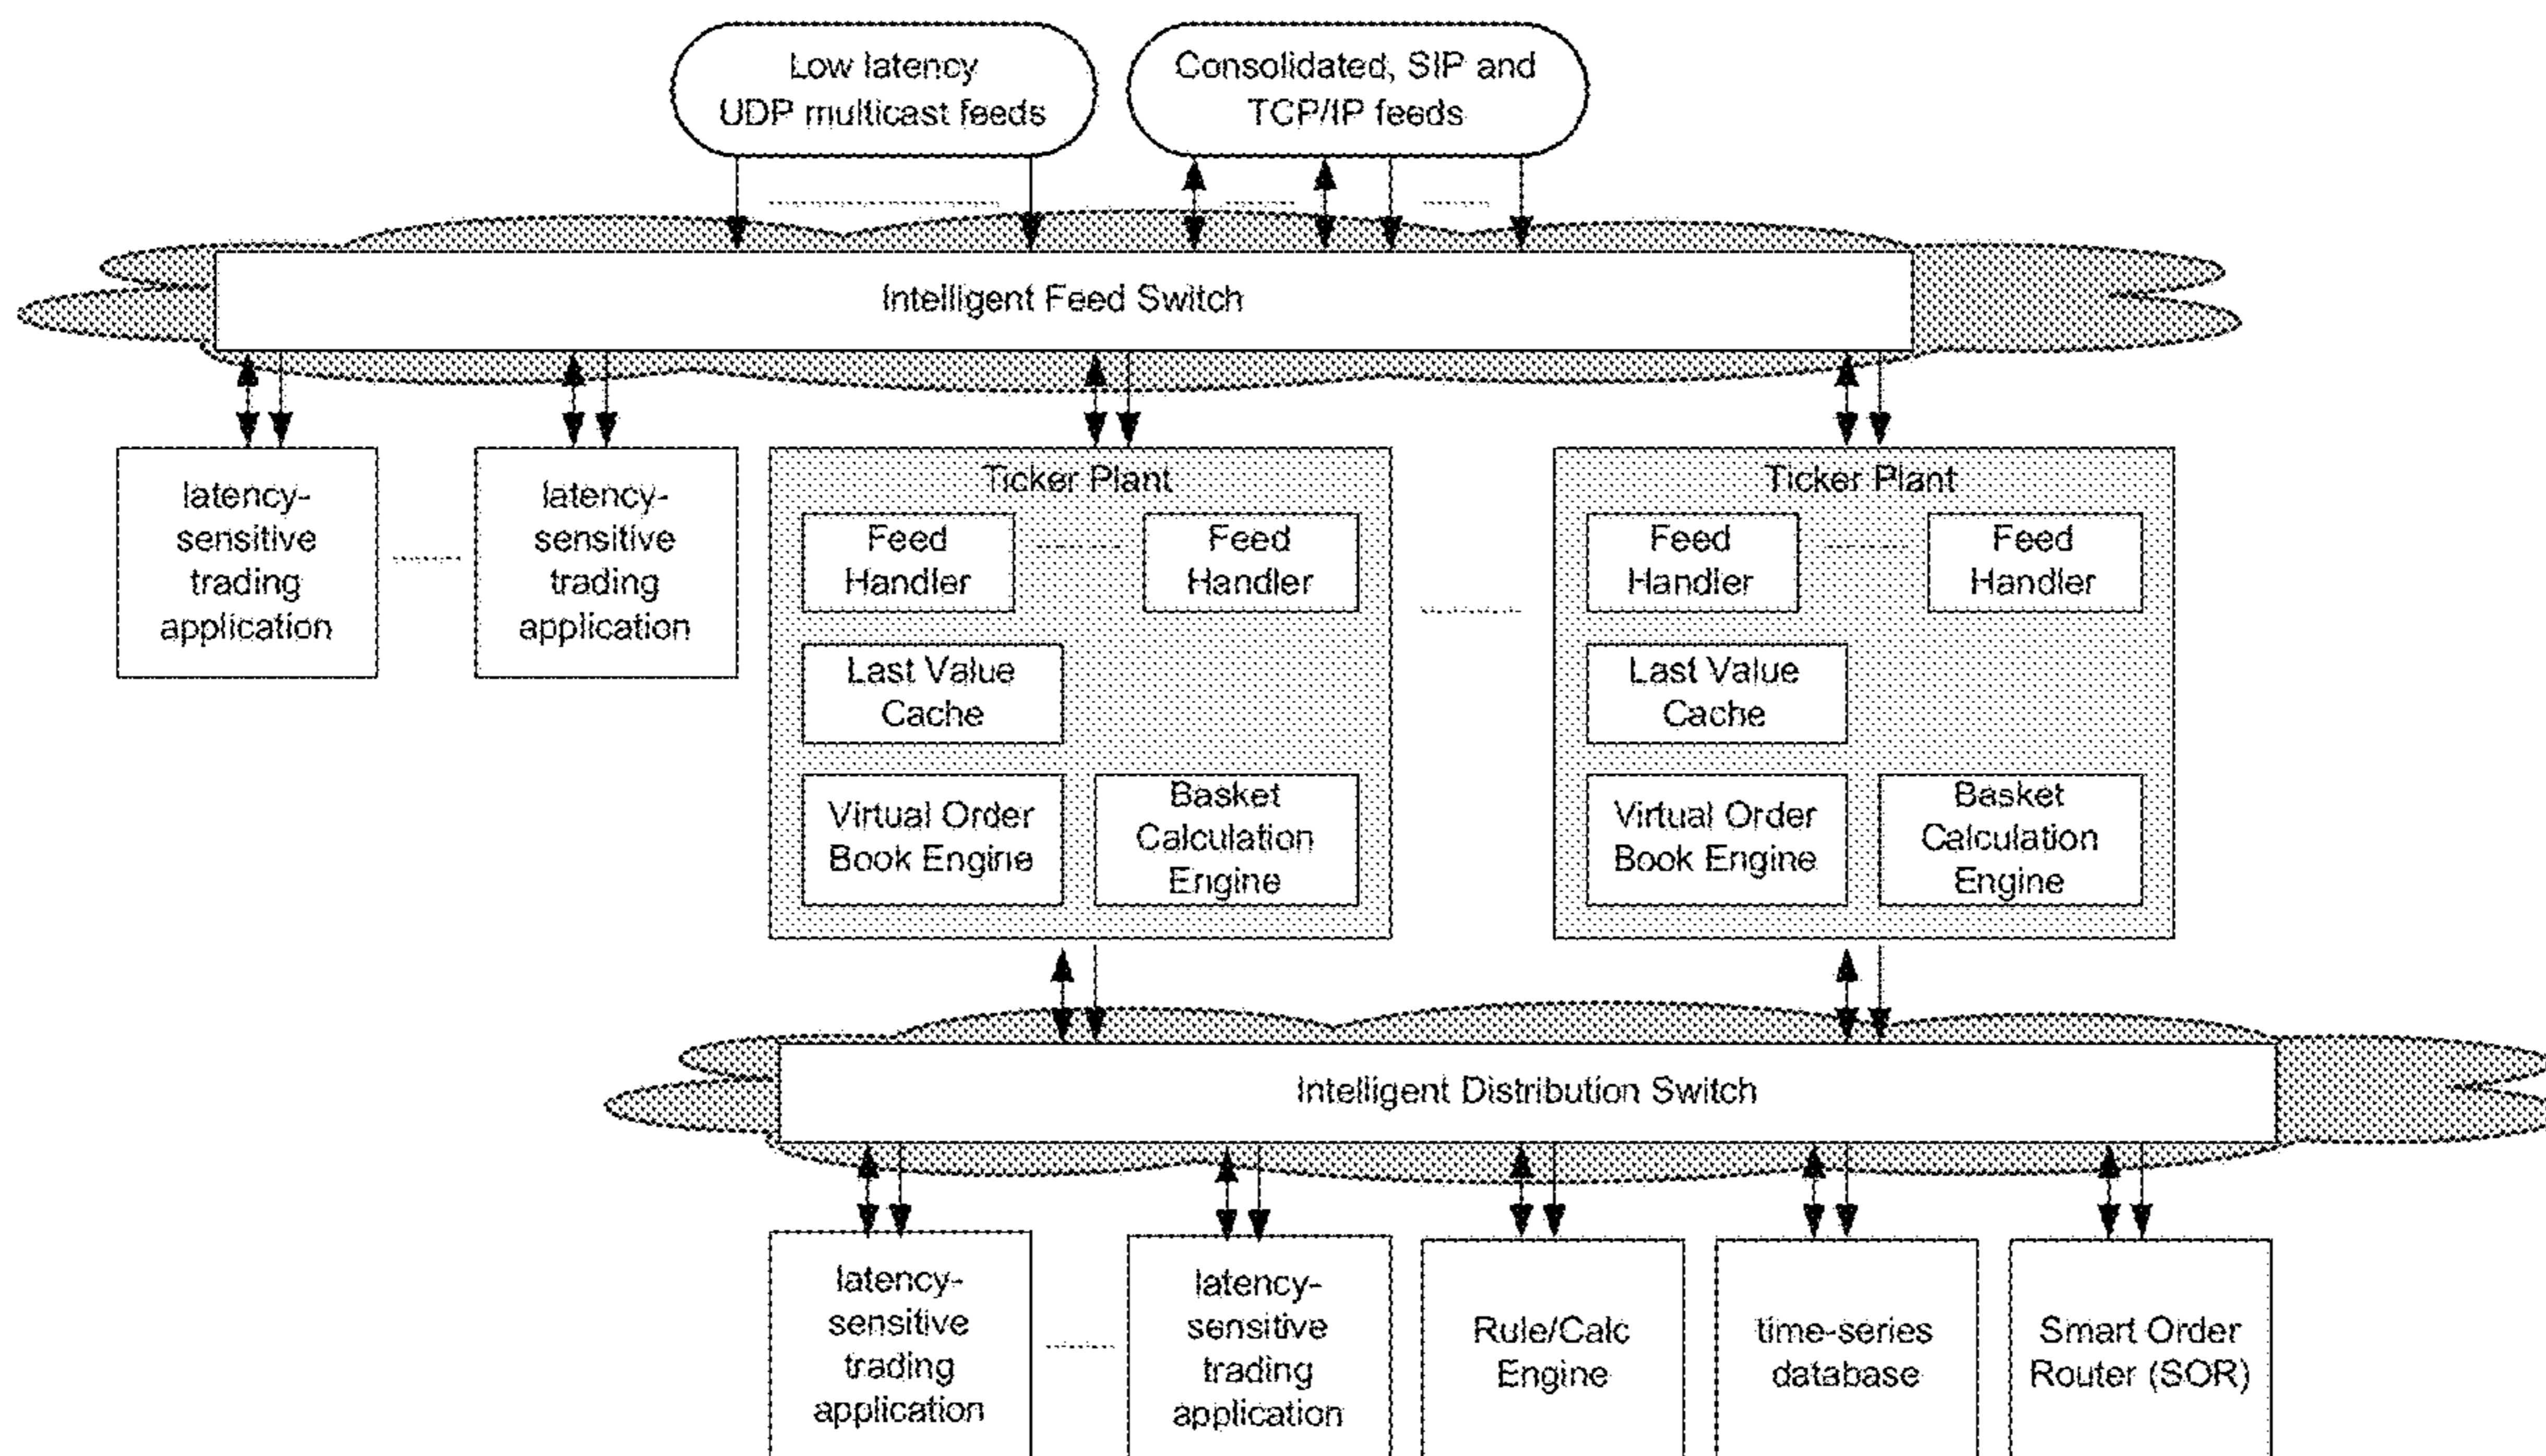 Low latency
UDP multicast feeds
Consolidated, SIP and
TCP/IP feeds
Intelligent Feed Switch
latency-
sensitive
trading
application
latency-
sensitive
trading
application
Ticker Plant
Feed
Handler
Feed
Handler
Last Value
Cache
Virtual Order
Book Engine
Basket
Calculation
Engine
Ticker Plant
Feed
Handler
Feed
Handler
Last Value
Cache
Virtual Order
Book Engine
Basket
Calculation
Engine
Intelligent Distribution Switch
latency-
sensitive
trading
application
latency-
sensitive
trading
application
Rule/Calc
Engine
time-series
database
Smart Order
Router (SOR)